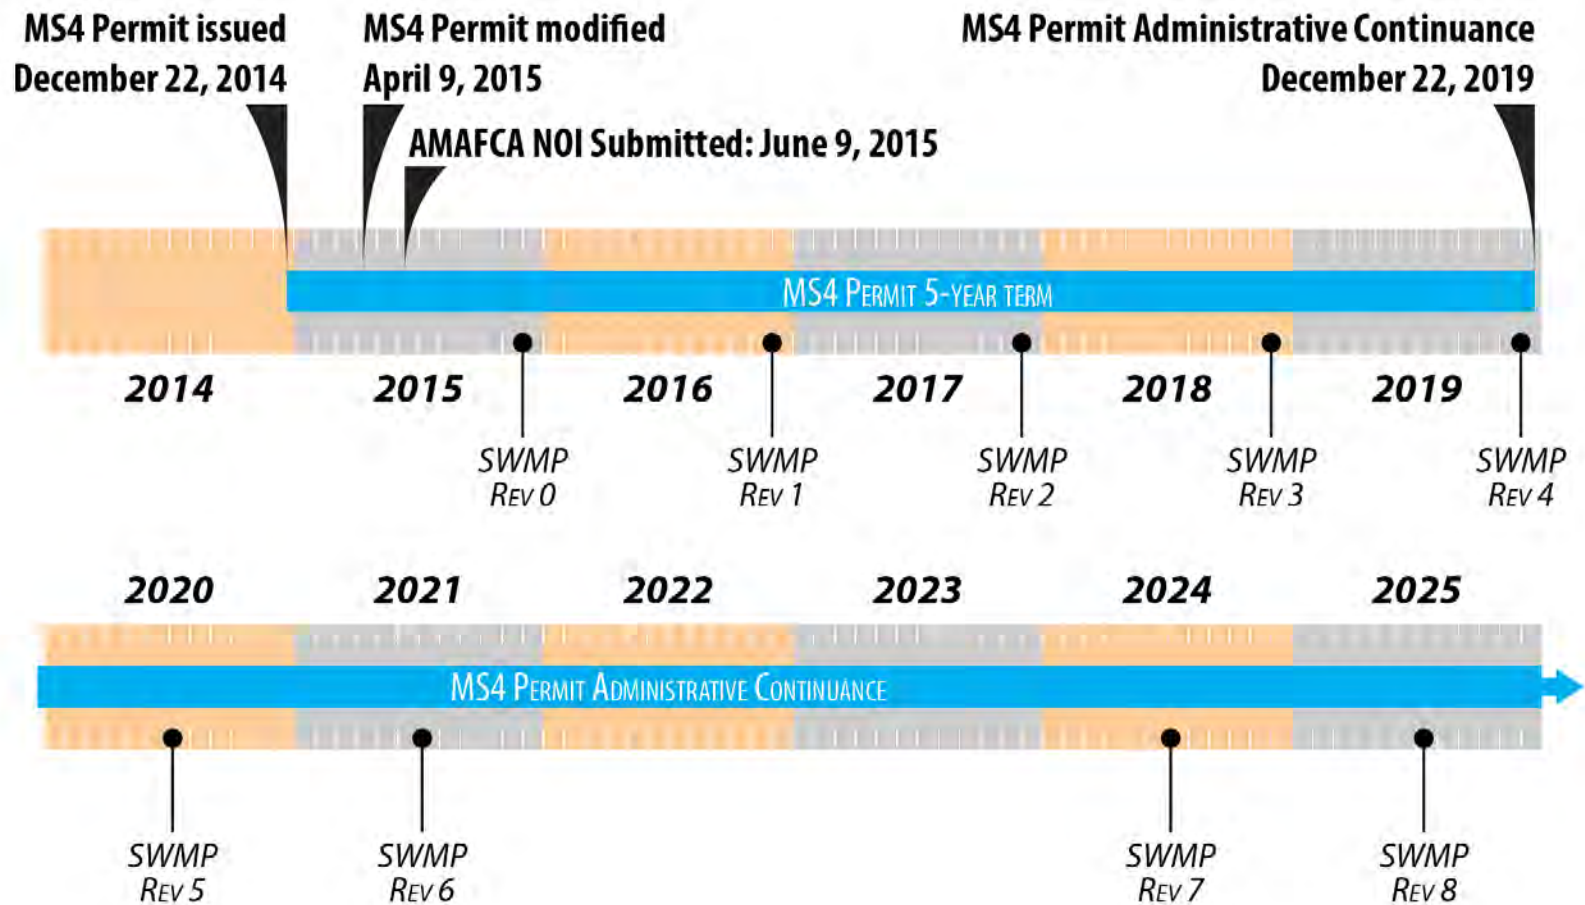 MS4 Permit issued
December 22, 2014
MS4 Permit modified
April 9, 2015
MS4 Permit Administrative Continuance
December 22, 2019
AMAFCA NOI Submitted: June 9, 2015
MS4 Permit 5-year term
2014 2015 2016 2017 2018 2019
SWMP
Rev 0
SWMP
Rev 1
SWMP
Rev 2
SWMP
Rev 3
SWMP
Rev 4
2020 2021 2022 2023 2024 2025
MS4 Permit Administrative Continuance
SWMP
Rev 5
SWMP
Rev 6
SWMP
Rev 7
SWMP
Rev 8